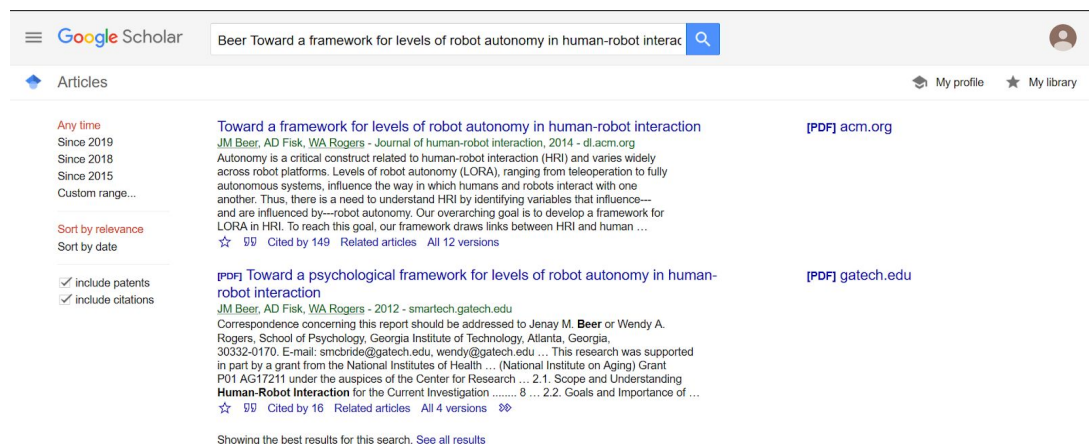 Google Scholar
Beer Toward a framework for levels of robot autonomy in human-robot interac
Articles
My profile
My library
Any time
Since 2019
Since 2018
Since 2015
Custom range...
Sort by relevance
Sort by date
include patents
include citations
Toward a framework for levels of robot autonomy in human-robot interaction
JM Beer, AD Fisk, WA Rogers - Journal of human-robot interaction, 2014 - dl.acm.org
Autonomy is a critical construct related to human-robot interaction (HRI) and varies widely
across robot platforms. Levels of robot autonomy (LORA), ranging from teleoperation to fully
autonomous systems, influence the way in which humans and robots interact with one
another. Thus, there is a need to understand HRI by identifying variables that influence---
and are influenced by---robot autonomy. Our overarching goal is to develop a framework for
LORA in HRI. To reach this goal, our framework draws links between HRI and human …
Cited by 149 Related articles All 12 versions
[PDF] acm.org
[PDF] Toward a psychological framework for levels of robot autonomy in human-
robot interaction
JM Beer, AD Fisk, WA Rogers - 2012 - smartech.gatech.edu
Correspondence concerning this report should be addressed to Jenay M. Beer or Wendy A.
Rogers, School of Psychology, Georgia Institute of Technology, Atlanta, Georgia,
30332-0170. E-mail: smcbride@gatech.edu, wendy@gatech.edu … This research was supported
in part by a grant from the National Institutes of Health … (National Institute on Aging) Grant
P01 AG17211 under the auspices of the Center for Research … 2.1. Scope and Understanding
Human-Robot Interaction for the Current Investigation ........ 8 … 2.2. Goals and Importance of …
Cited by 16 Related articles All 4 versions
[PDF] gatech.edu
Showing the best results for this search. See all results